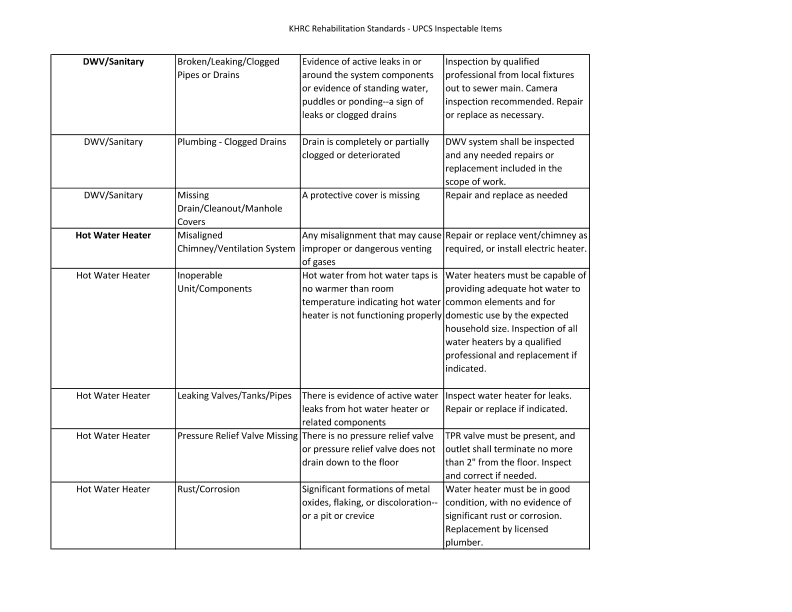 KHRC Rehabilitation Standards - UPCS Inspectable Items
DWV/Sanitary
Broken/Leaking/Clogged
Pipes or Drains
Evidence of active leaks in or
around the system components
or evidence of standing water,
puddles or ponding--a sign of
leaks or clogged drains
Inspection by qualified
professional from local fixtures
out to sewer main. Camera
inspection recommended. Repair
or replace as necessary.
DWV/Sanitary
Plumbing - Clogged Drains
Drain is completely or partially
clogged or deteriorated
DWV system shall be inspected
and any needed repairs or
replacement included in the
scope of work.
DWV/Sanitary
Missing
Drain/Cleanout/Manhole
Covers
A protective cover is missing
Repair and replace as needed
Hot Water Heater
Misaligned
Chimney/Ventilation System
Any misalignment that may cause
improper or dangerous venting
of gases
Repair or replace vent/chimney as
required, or install electric heater.
Hot Water Heater
Inoperable
Unit/Components
Hot water from hot water taps is
no warmer than room
temperature indicating hot water
heater is not functioning properly
Water heaters must be capable of
providing adequate hot water to
common elements and for
domestic use by the expected
household size. Inspection of all
water heaters by a qualified
professional and replacement if
indicated.
Hot Water Heater
Leaking Valves/Tanks/Pipes
There is evidence of active water
leaks from hot water heater or
related components
Inspect water heater for leaks.
Repair or replace if indicated.
Hot Water Heater
Pressure Relief Valve Missing
There is no pressure relief valve
or pressure relief valve does not
drain down to the floor
TPR valve must be present, and
outlet shall terminate no more
than 2" from the floor. Inspect
and correct if needed.
Hot Water Heater
Rust/Corrosion
Significant formations of metal
oxides, flaking, or discoloration--
or a pit or crevice
Water heater must be in good
condition, with no evidence of
significant rust or corrosion.
Replacement by licensed
plumber.